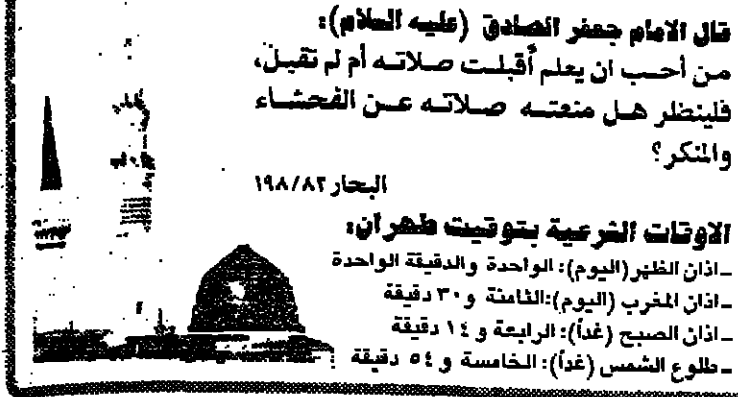 قال الامام جعفر الصادق (عليه السلام):
من أحب ان يعلم أقبلت صلاته أم لم تقبل،
فلينظر هل منعته صلاته عن الفحشاء
والمنكر؟
البحار ١٩٨/٨٢
الاوقات الشرعية بتوقيت طهران:
ـ اذان الظهر (اليوم): الواحدة والدقيقة الواحدة
ـ اذان المغرب (اليوم): الثامنة و ٣٠ دقيقة
ـ اذان الصبح (غداً): الرابعة و ١٤ دقيقة
ـ طلوع الشمس (غداً): الخامسة و ٥٤ دقيقة